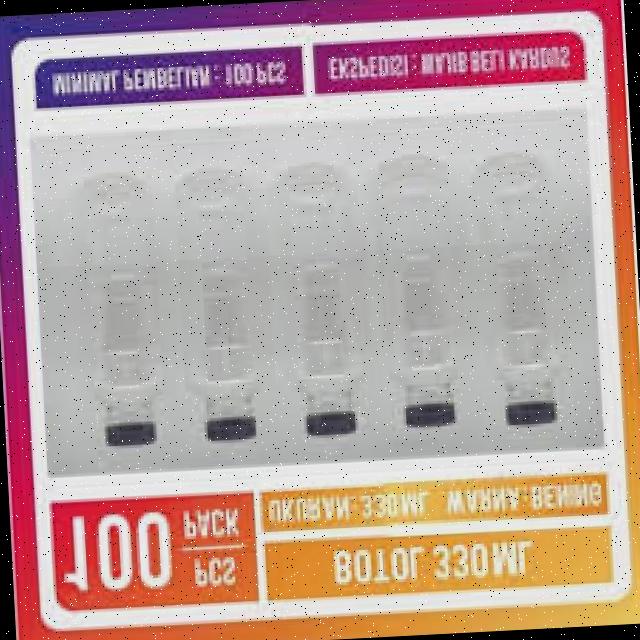 MINIMAL PEMBELIAN : 100 PCS
EKSPEDISI : WAJIB BELI KARDUS
100 PCS
PACK
BOTOL 330ML
UKURAN 330ML WARNA BENING